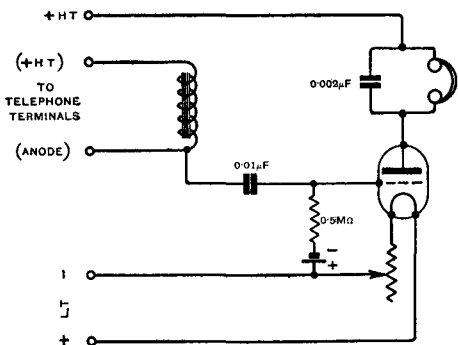 +HT
(+HT)
TO
TELEPHONE
TERMINALS
(ANODE)
0·002μF
0·01μF
0·5MΩ
−
+
−
LT
+